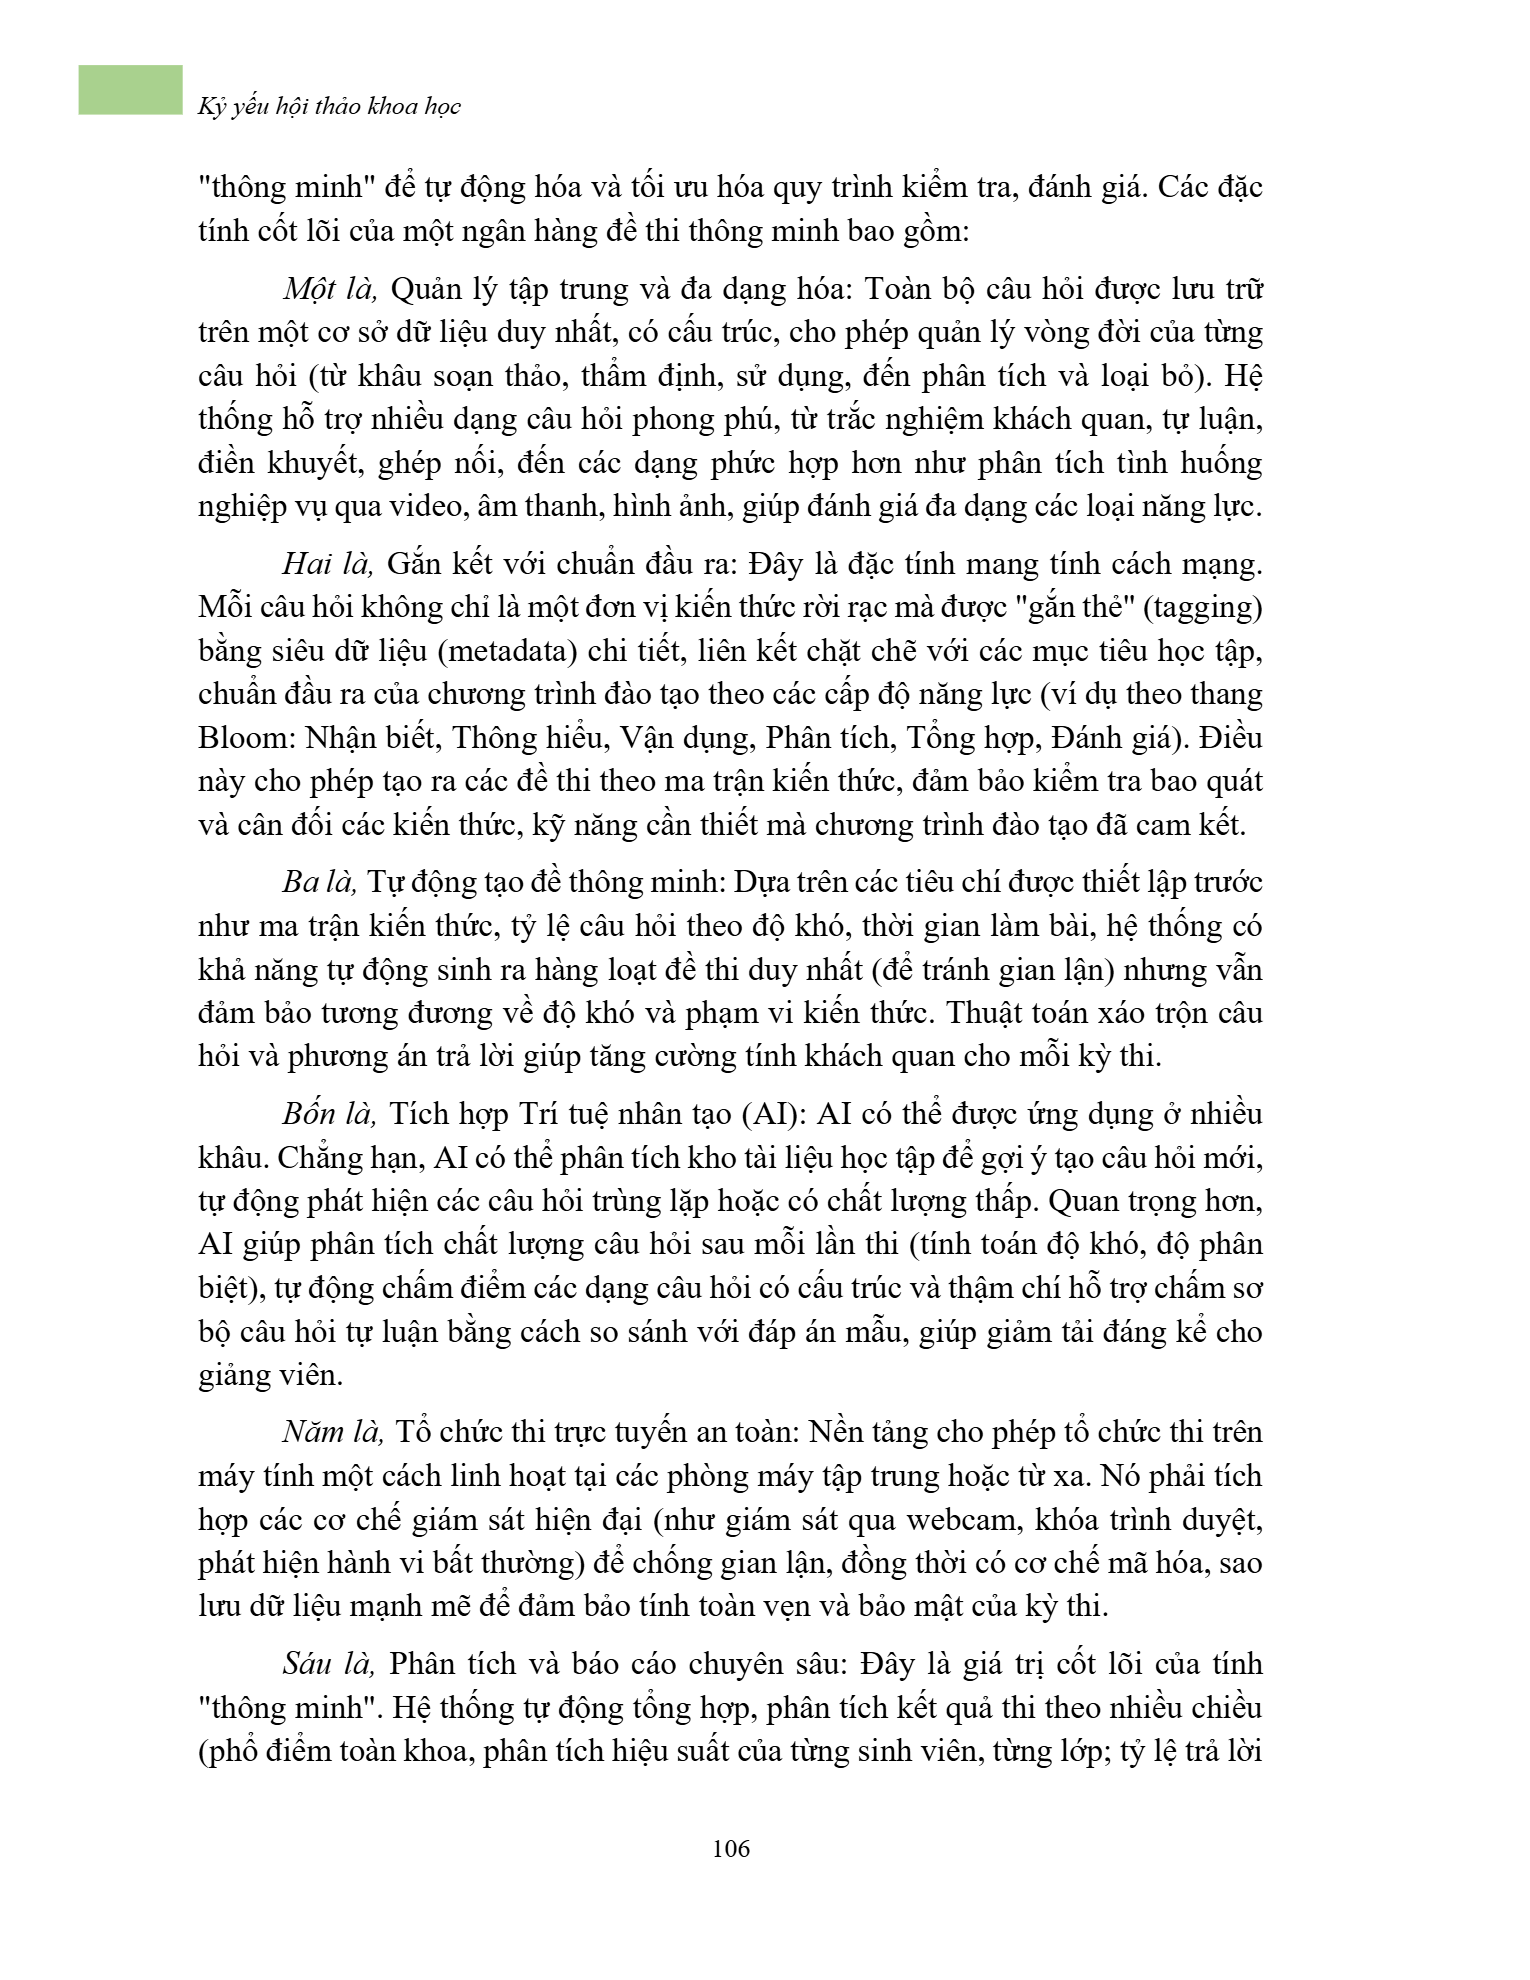 Kỷ yếu hội thảo khoa học
"thông minh" để tự động hóa và tối ưu hóa quy trình kiểm tra, đánh giá. Các đặc
tính cốt lõi của một ngân hàng đề thi thông minh bao gồm:
Một là, Quản lý tập trung và đa dạng hóa: Toàn bộ câu hỏi được lưu trữ
trên một cơ sở dữ liệu duy nhất, có cấu trúc, cho phép quản lý vòng đời của từng
câu hỏi (từ khâu soạn thảo, thẩm định, sử dụng, đến phân tích và loại bỏ). Hệ
thống hỗ trợ nhiều dạng câu hỏi phong phú, từ trắc nghiệm khách quan, tự luận,
điền khuyết, ghép nối, đến các dạng phức hợp hơn như phân tích tình huống
nghiệp vụ qua video, âm thanh, hình ảnh, giúp đánh giá đa dạng các loại năng lực.
Hai là, Gắn kết với chuẩn đầu ra: Đây là đặc tính mang tính cách mạng.
Mỗi câu hỏi không chỉ là một đơn vị kiến thức rời rạc mà được "gắn thẻ" (tagging)
bằng siêu dữ liệu (metadata) chi tiết, liên kết chặt chẽ với các mục tiêu học tập,
chuẩn đầu ra của chương trình đào tạo theo các cấp độ năng lực (ví dụ theo thang
Bloom: Nhận biết, Thông hiểu, Vận dụng, Phân tích, Tổng hợp, Đánh giá). Điều
này cho phép tạo ra các đề thi theo ma trận kiến thức, đảm bảo kiểm tra bao quát
và cân đối các kiến thức, kỹ năng cần thiết mà chương trình đào tạo đã cam kết.
Ba là, Tự động tạo đề thông minh: Dựa trên các tiêu chí được thiết lập trước
như ma trận kiến thức, tỷ lệ câu hỏi theo độ khó, thời gian làm bài, hệ thống có
khả năng tự động sinh ra hàng loạt đề thi duy nhất (để tránh gian lận) nhưng vẫn
đảm bảo tương đương về độ khó và phạm vi kiến thức. Thuật toán xáo trộn câu
hỏi và phương án trả lời giúp tăng cường tính khách quan cho mỗi kỳ thi.
Bốn là, Tích hợp Trí tuệ nhân tạo (AI): AI có thể được ứng dụng ở nhiều
khâu. Chẳng hạn, AI có thể phân tích kho tài liệu học tập để gợi ý tạo câu hỏi mới,
tự động phát hiện các câu hỏi trùng lặp hoặc có chất lượng thấp. Quan trọng hơn,
AI giúp phân tích chất lượng câu hỏi sau mỗi lần thi (tính toán độ khó, độ phân
biệt), tự động chấm điểm các dạng câu hỏi có cấu trúc và thậm chí hỗ trợ chấm sơ
bộ câu hỏi tự luận bằng cách so sánh với đáp án mẫu, giúp giảm tải đáng kể cho
giảng viên.
Năm là, Tổ chức thi trực tuyến an toàn: Nền tảng cho phép tổ chức thi trên
máy tính một cách linh hoạt tại các phòng máy tập trung hoặc từ xa. Nó phải tích
hợp các cơ chế giám sát hiện đại (như giám sát qua webcam, khóa trình duyệt,
phát hiện hành vi bất thường) để chống gian lận, đồng thời có cơ chế mã hóa, sao
lưu dữ liệu mạnh mẽ để đảm bảo tính toàn vẹn và bảo mật của kỳ thi.
Sáu là, Phân tích và báo cáo chuyên sâu: Đây là giá trị cốt lõi của tính
"thông minh". Hệ thống tự động tổng hợp, phân tích kết quả thi theo nhiều chiều
(phổ điểm toàn khoa, phân tích hiệu suất của từng sinh viên, từng lớp; tỷ lệ trả lời
106